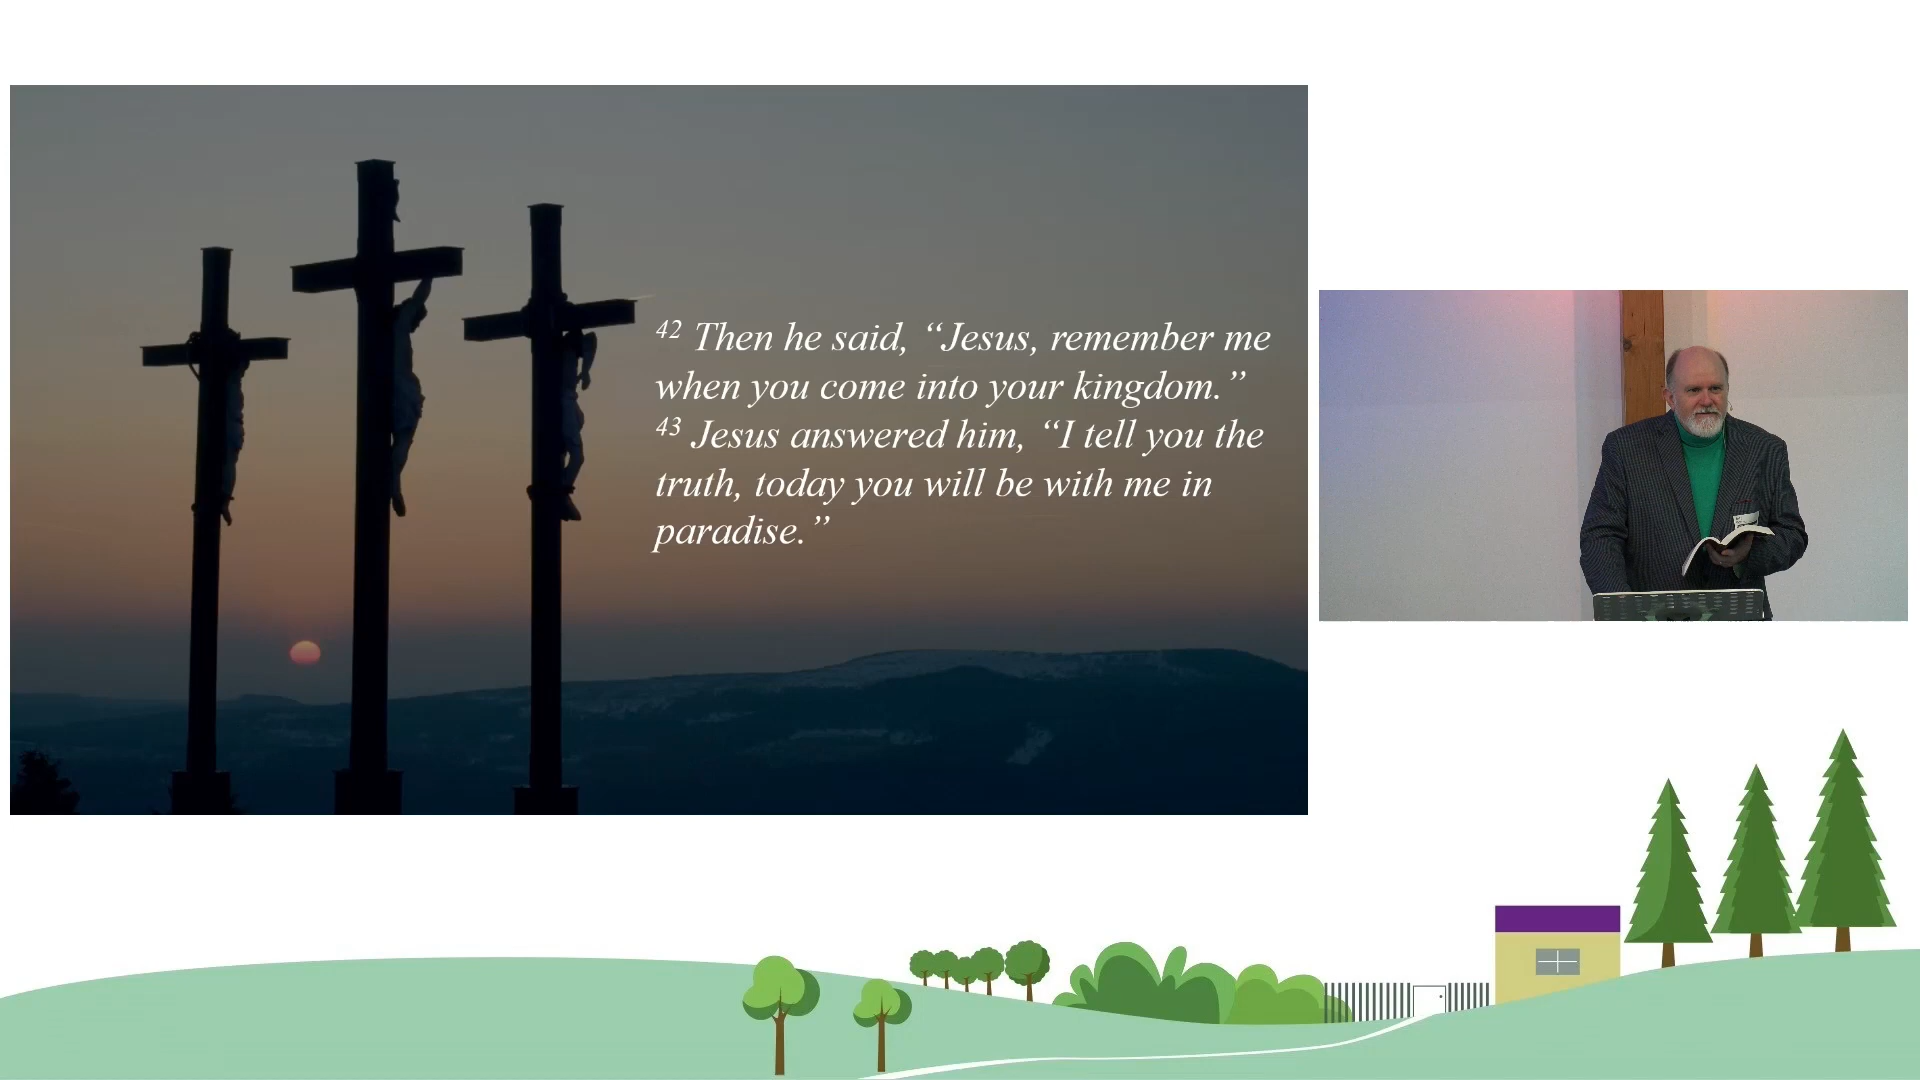 42 Then he said, “Jesus, remember me
when you come into your kingdom.”
43 Jesus answered him, “I tell you the
truth, today you will be with me in
paradise.”